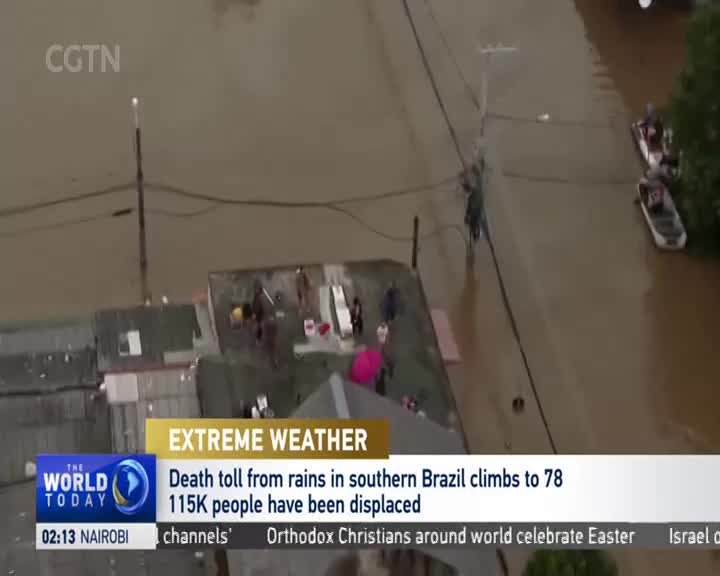 CGTN
EXTREME WEATHER
THE WORLD TODAY
Death toll from rains in southern Brazil climbs to 78
115K people have been displaced
02:13 NAIROBI
channels' Orthodox Christians around world celebrate Easter Israel